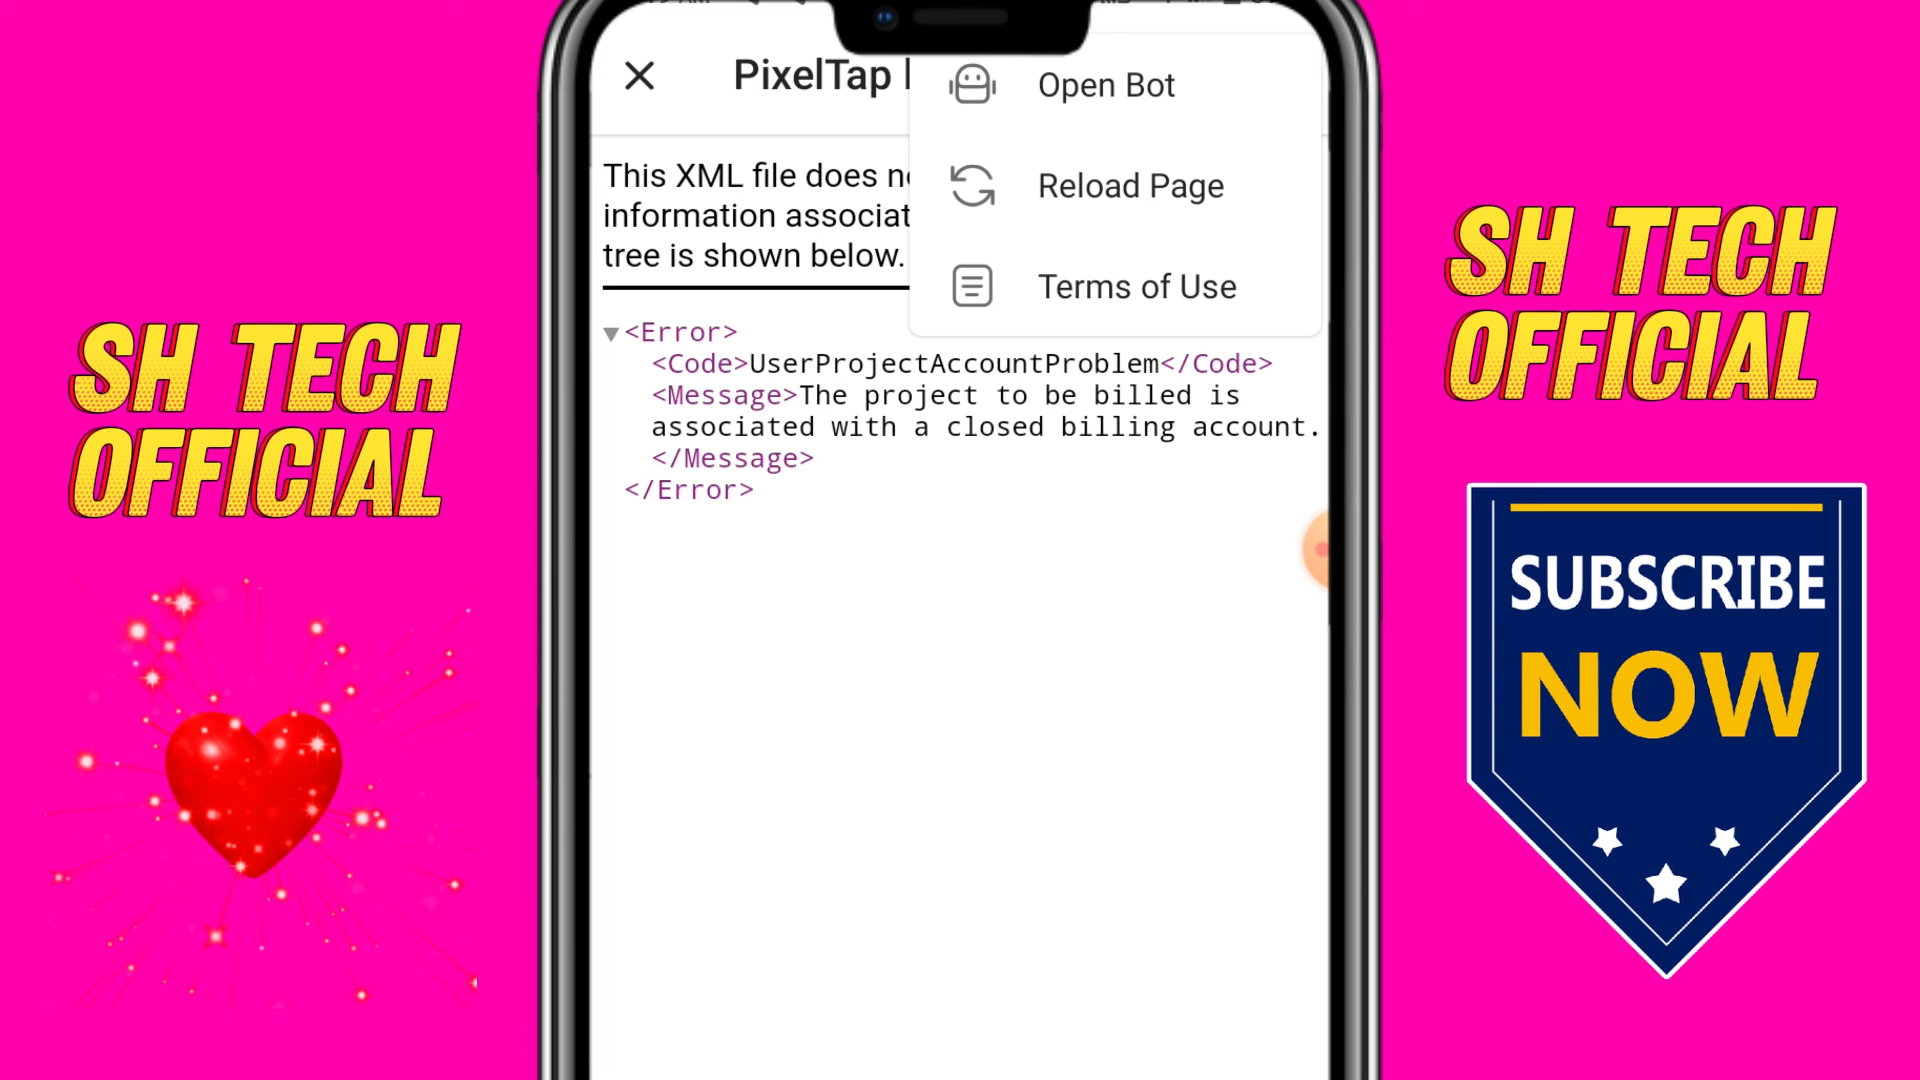 PixelTap
Open Bot
Reload Page
Terms of Use
This XML file does
information associat
tree is shown below.
<Error>
<Code>UserProjectAccountProblem</Code>
<Message>The project to be billed is
associated with a closed billing account.
</Message>
</Error>
SH TECH
OFFICIAL
SH TECH
OFFICIAL
SUBSCRIBE
NOW